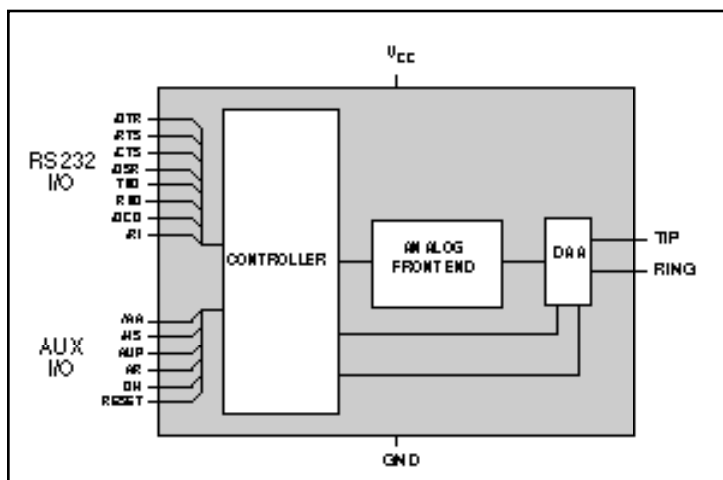 VCC
RS232
I/O
/DTR
/RTS
/CTS
/DSR
TXD
RXD
/DCD
/RI
CONTROLLER
ANALOG
FRONT END
DAA
TIP
RING
AUX
I/O
/AA
/HS
AR
OH
RESET
GND